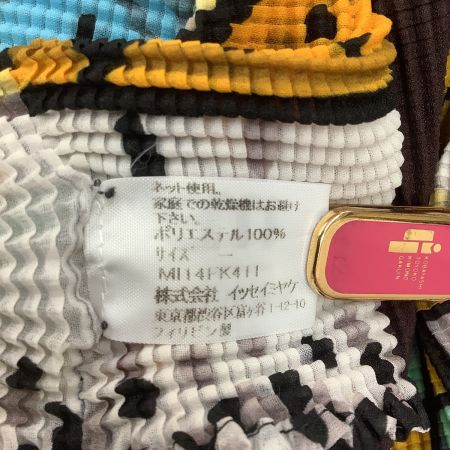 ネット使用。
家庭での乾燥機はお避け
下さい。
ポリエステル100%
サイズ 一
MI14FK411
株式会社 イッセイミヤケ
東京都渋谷区富ヶ谷1-12-10
フィリピン製
KOBAYASHI